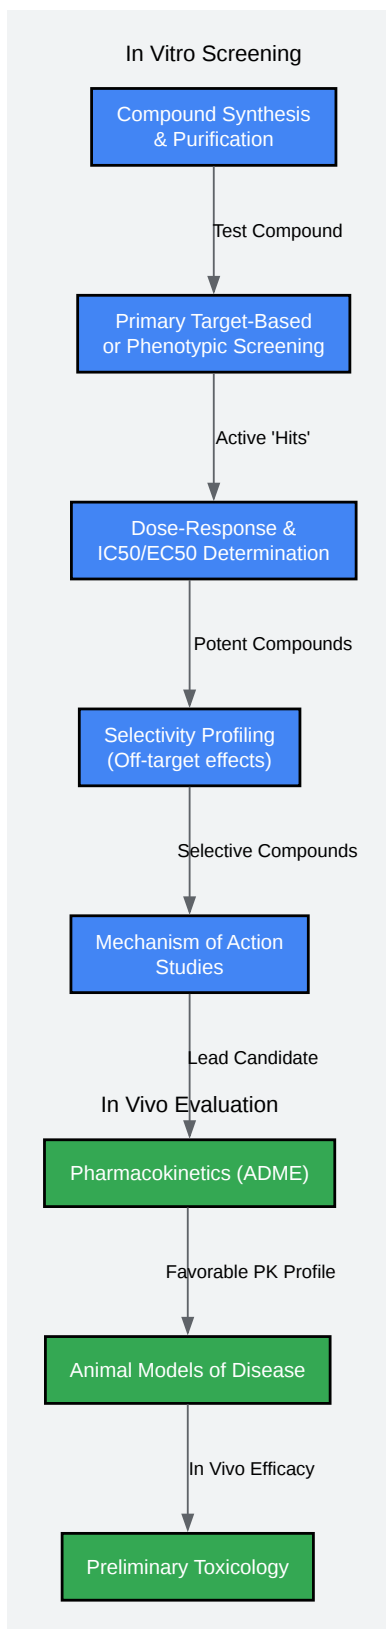 In Vitro Screening
Compound Synthesis
& Purification
Test Compound
Primary Target-Based
or Phenotypic Screening
Active 'Hits'
Dose-Response &
IC50/EC50 Determination
Potent Compounds
Selectivity Profiling
(Off-target effects)
Selective Compounds
Mechanism of Action
Studies
Lead Candidate
In Vivo Evaluation
Pharmacokinetics (ADME)
Favorable PK Profile
Animal Models of Disease
In Vivo Efficacy
Preliminary Toxicology